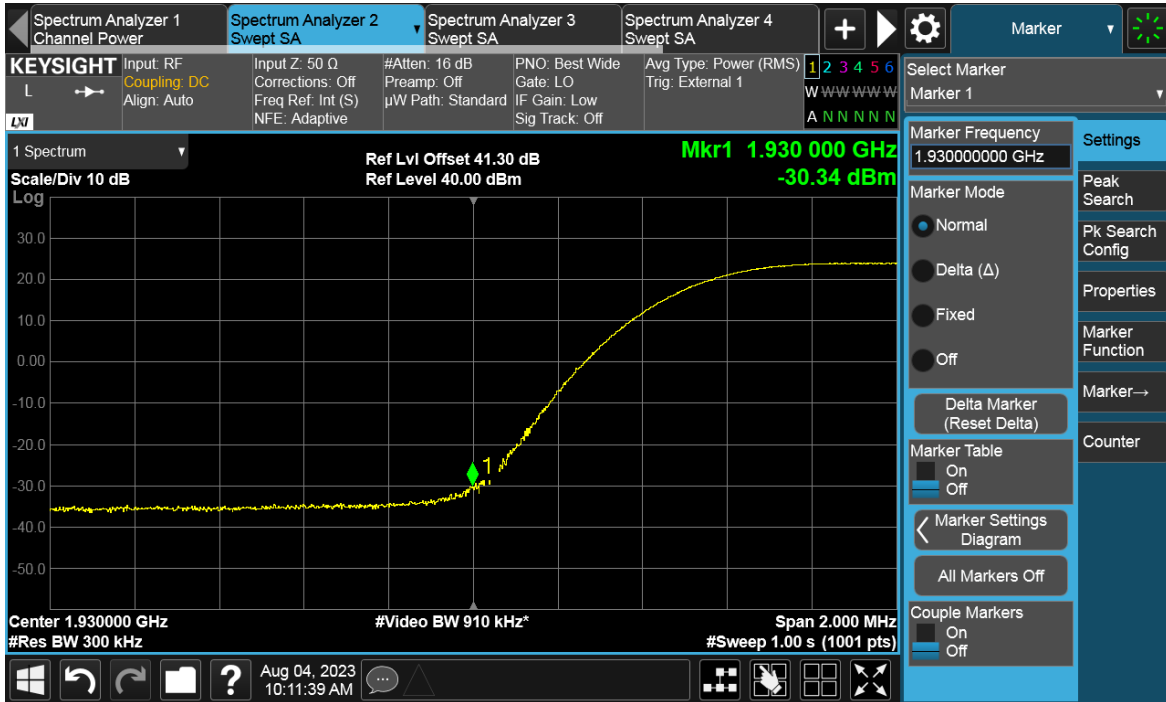 Spectrum Analyzer 1
Channel Power
Spectrum Analyzer 2
Swept SA
Spectrum Analyzer 3
Swept SA
Spectrum Analyzer 4
Swept SA
+
Marker
KEYSIGHT
L
LXI
Input: RF
Coupling: DC
Align: Auto
Input Z: 50 Ω
Corrections: Off
Freq Ref: Int (S)
NFE: Adaptive
#Atten: 16 dB
Preamp: Off
µW Path: Standard
PNO: Best Wide
Gate: LO
IF Gain: Low
Sig Track: Off
Avg Type: Power (RMS)
Trig: External 1
1 2 3 4 5 6
W W W W W W
A N N N N N
Select Marker
Marker 1
1 Spectrum
Scale/Div 10 dB
Log
Ref Lvl Offset 41.30 dB
Ref Level 40.00 dBm
Mkr1 1.930 000 GHz
-30.34 dBm
30.0
20.0
10.0
0.00
-10.0
-20.0
-30.0
-40.0
-50.0
1
Center 1.930000 GHz
#Res BW 300 kHz
#Video BW 910 kHz*
Span 2.000 MHz
#Sweep 1.00 s (1001 pts)
Marker Frequency
1.930000000 GHz
Marker Mode
Normal
Delta (Δ)
Fixed
Off
Delta Marker
(Reset Delta)
Marker Table
On
Off
Marker Settings
Diagram
All Markers Off
Couple Markers
On
Off
Settings
Peak
Search
Pk Search
Config
Properties
Marker
Function
Marker→
Counter
?
Aug 04, 2023
10:11:39 AM